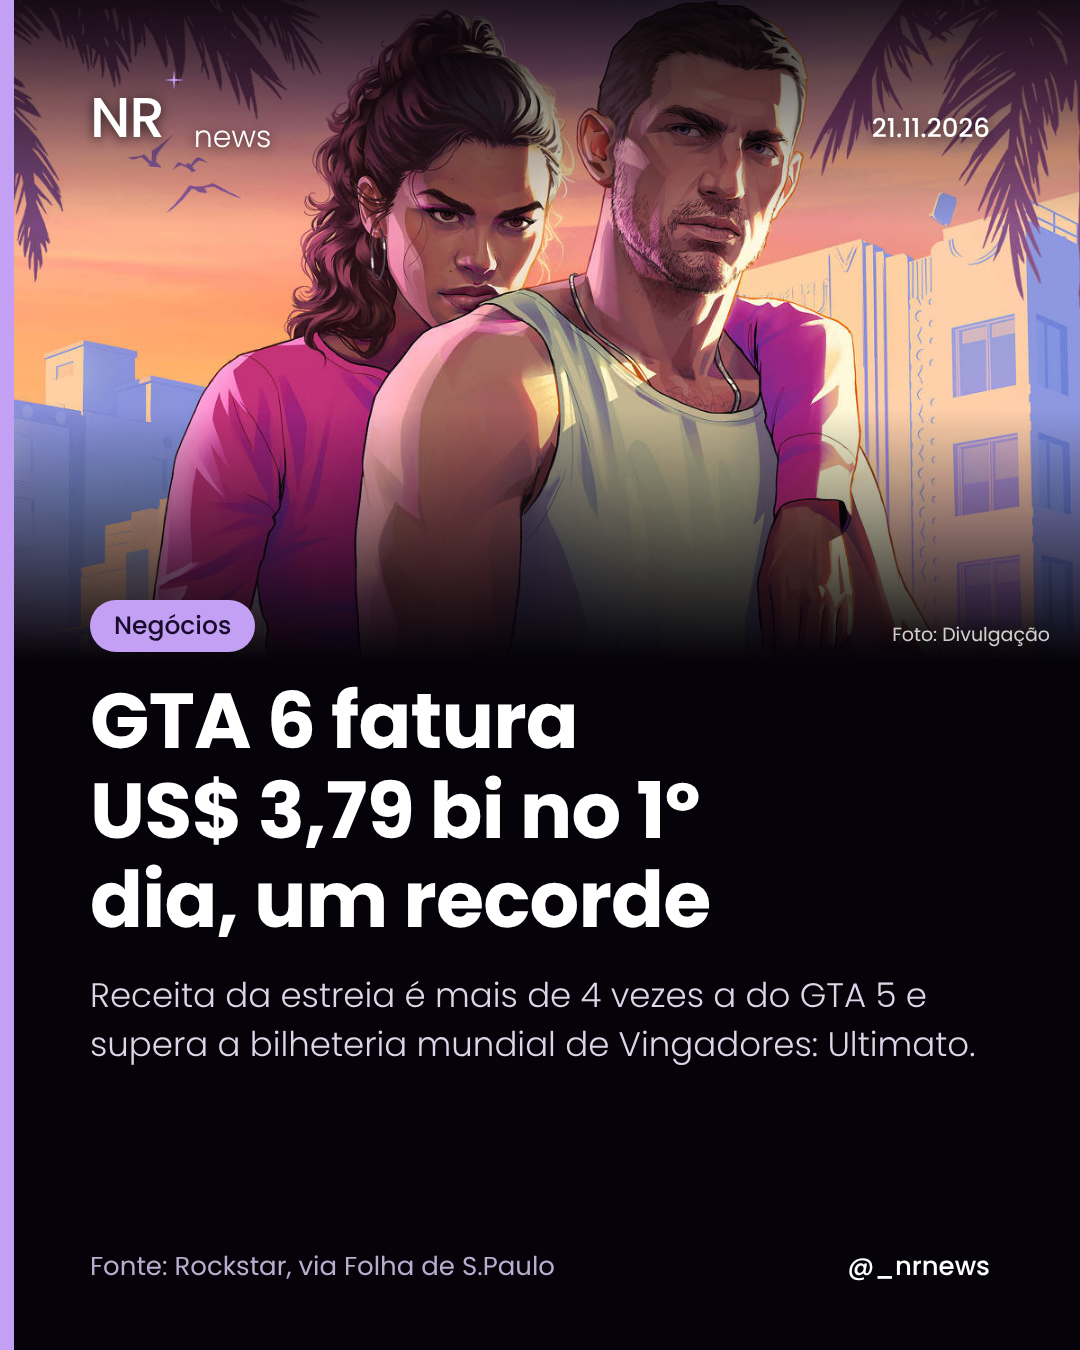 NR news
21.11.2026
Negócios
Foto: Divulgação
GTA 6 fatura
US$ 3,79 bi no 1º
dia, um recorde
Receita da estreia é mais de 4 vezes a do GTA 5 e
supera a bilheteria mundial de Vingadores: Ultimato.
Fonte: Rockstar, via Folha de S.Paulo
@_nrnews